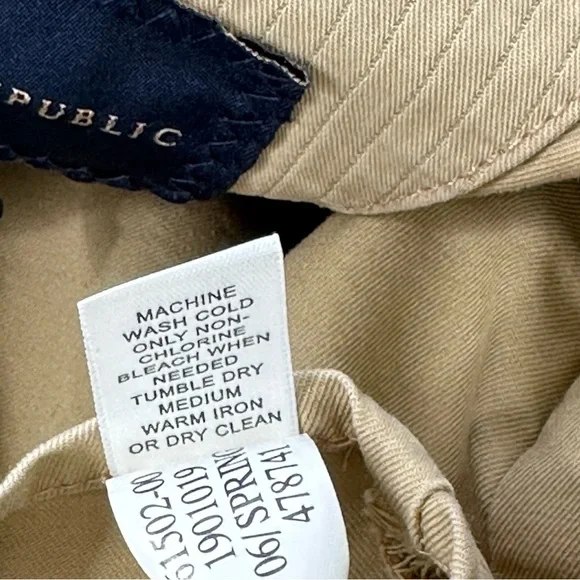 PUBLIC
MACHINE
WASH COLD
ONLY NON-
CHLORINE
BLEACH WHEN
NEEDED
TUMBLE DRY
MEDIUM
WARM IRON
OR DRY CLEAN
61502-00
1901019
06/SPRING
478741